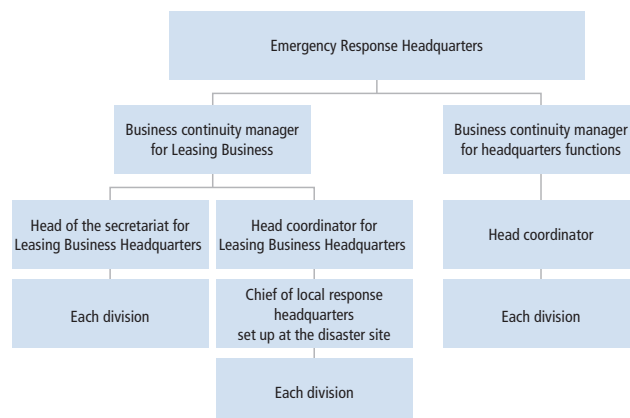 Emergency Response Headquarters
Business continuity manager
for Leasing Business
Business continuity manager
for headquarters functions
Head of the secretariat for
Leasing Business Headquarters
Head coordinator for
Leasing Business Headquarters
Head coordinator
Each division
Chief of local response
headquarters
set up at the disaster site
Each division
Each division